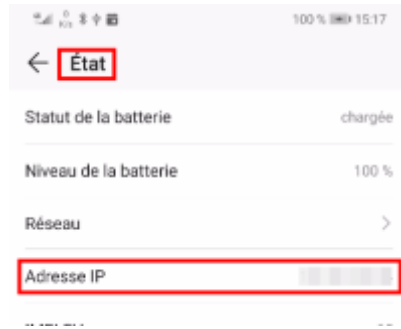 100 % 15:17
← État
Statut de la batterie chargée
Niveau de la batterie 100 %
Réseau >
Adresse IP